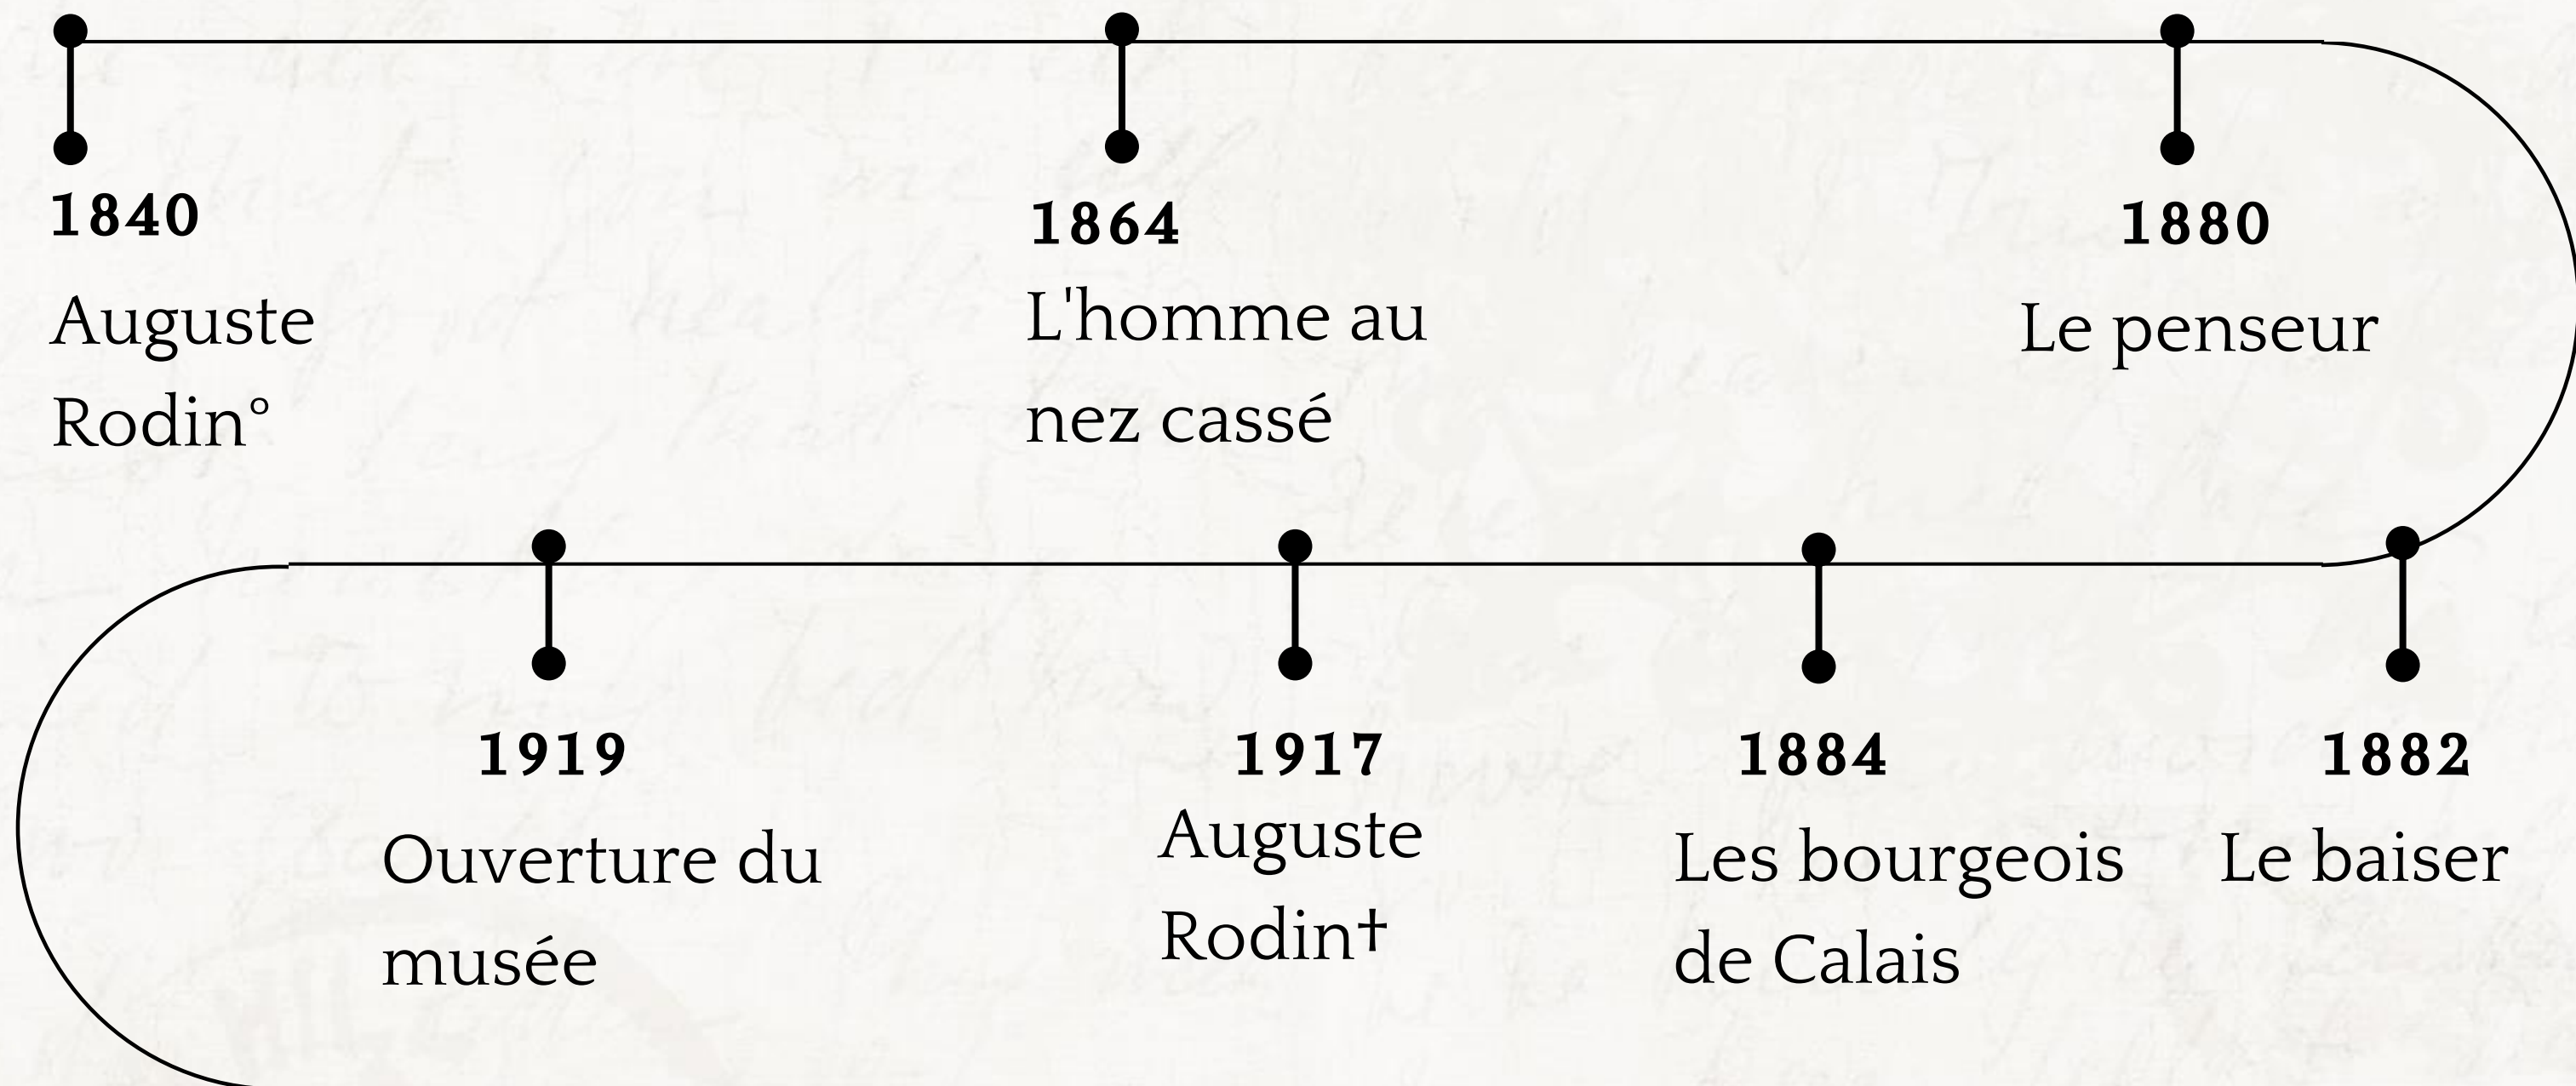 1840
Auguste
Rodin°
1864
L'homme au
nez cassé
1880
Le penseur
1882
Le baiser
1884
Les bourgeois
de Calais
1917
Auguste
Rodin†
1919
Ouverture du
musée